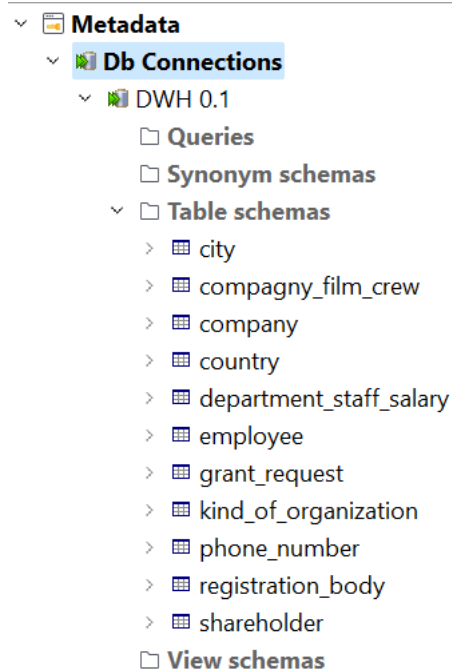 Metadata
Db Connections
DWH 0.1
Queries
Synonym schemas
Table schemas
city
compagny_film_crew
company
country
department_staff_salary
employee
grant_request
kind_of_organization
phone_number
registration_body
shareholder
View schemas